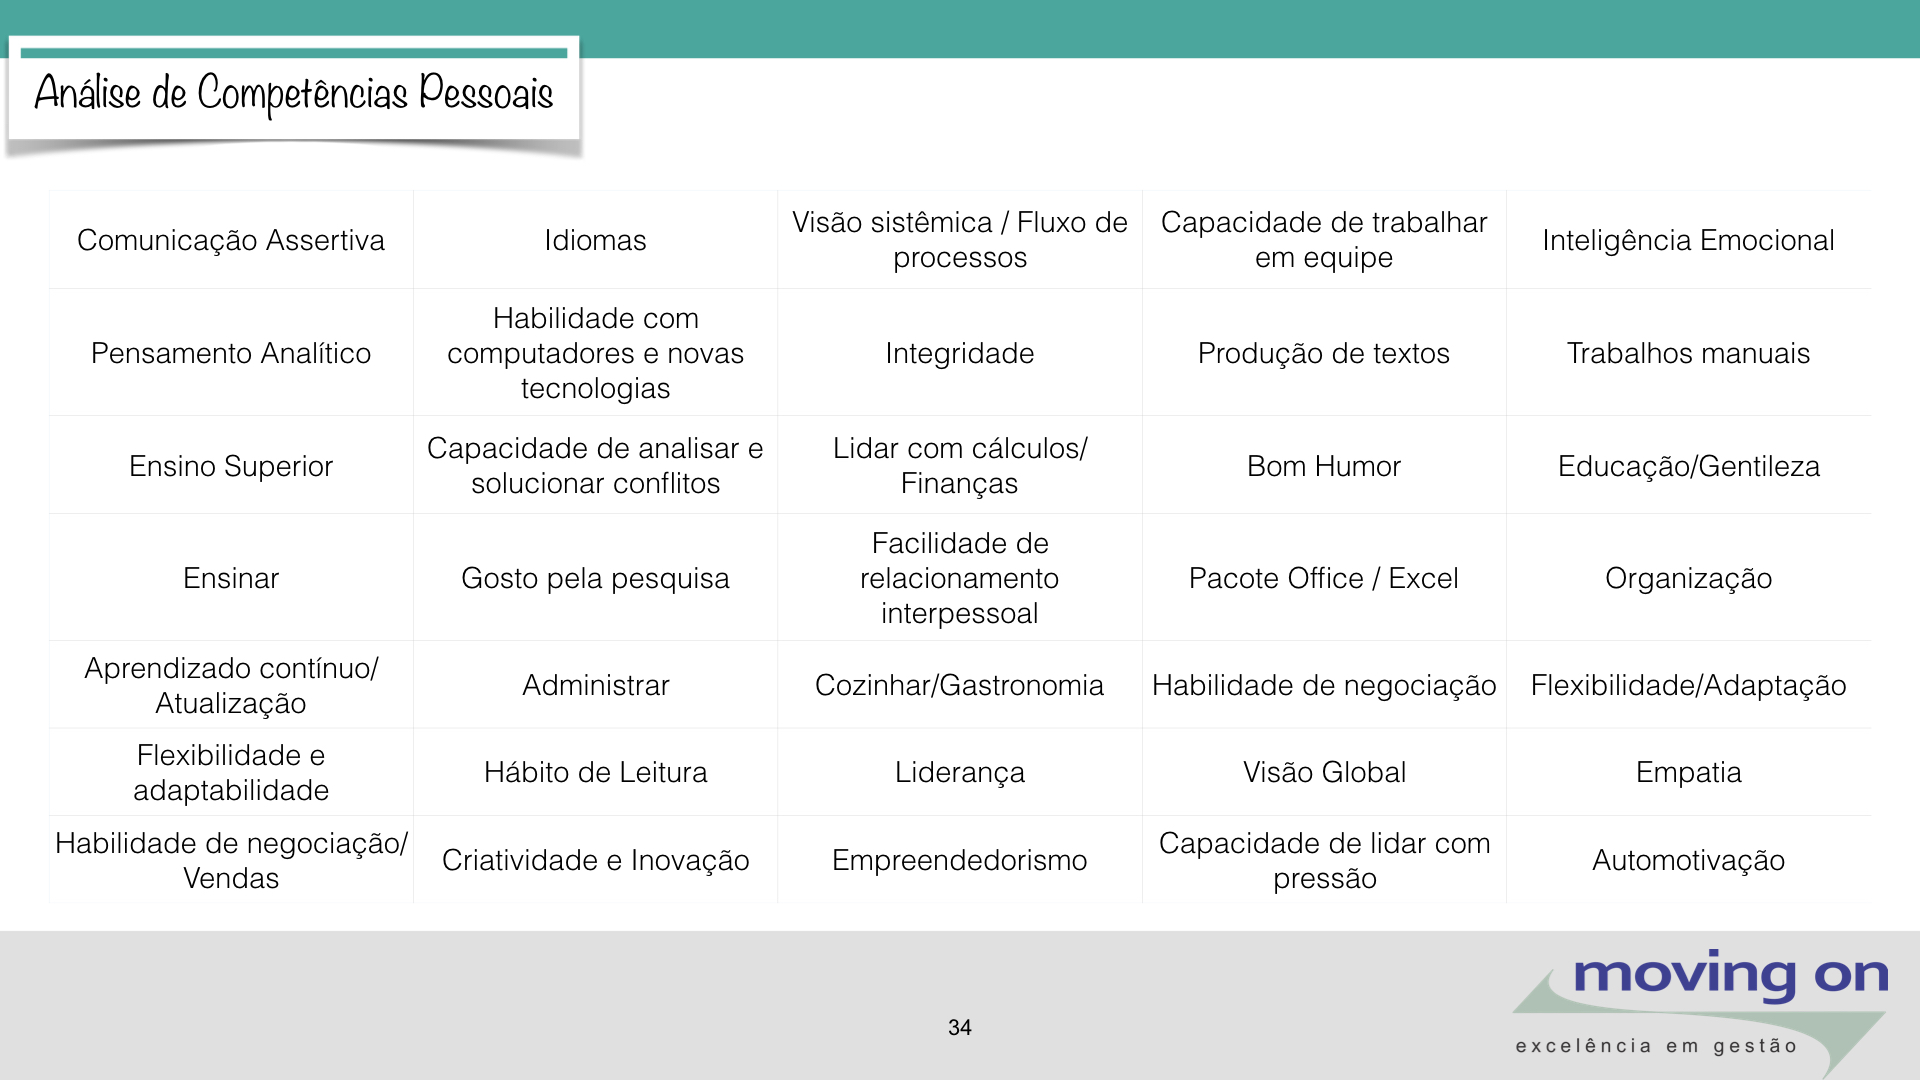 Análise de Competências Pessoais
Comunicação Assertiva
Idiomas
Visão sistêmica / Fluxo de
processos
Capacidade de trabalhar
em equipe
Inteligência Emocional
Pensamento Analítico
Habilidade com
computadores e novas
tecnologias
Integridade
Produção de textos
Trabalhos manuais
Ensino Superior
Capacidade de analisar e
solucionar conflitos
Lidar com cálculos/
Finanças
Bom Humor
Educação/Gentileza
Ensinar
Gosto pela pesquisa
Facilidade de
relacionamento
interpessoal
Pacote Office / Excel
Organização
Aprendizado contínuo/
Atualização
Administrar
Cozinhar/Gastronomia
Habilidade de negociação
Flexibilidade/Adaptação
Flexibilidade e
adaptabilidade
Hábito de Leitura
Liderança
Visão Global
Empatia
Habilidade de negociação/
Vendas
Criatividade e Inovação
Empreendedorismo
Capacidade de lidar com
pressão
Automotivação
moving on
excelência em gestão
34